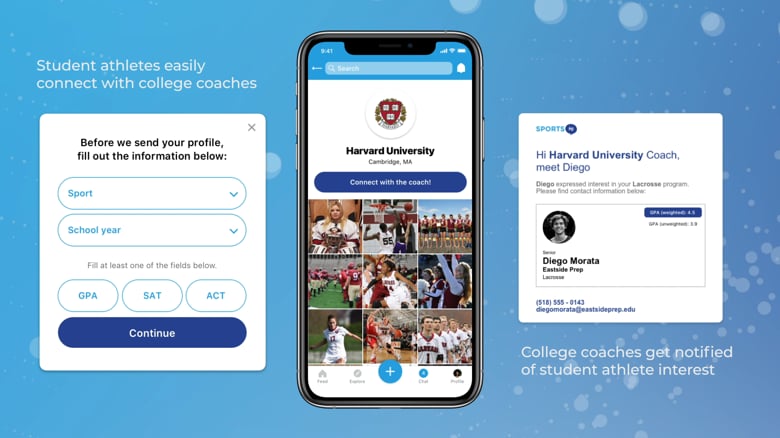 Student athletes easily
connect with college coaches
Before we send your profile,
fill out the information below:
Sport
School year
Fill at least one of the fields below.
GPA SAT ACT
Continue
9:41
Search
Harvard University
Cambridge, MA
Connect with the coach!
55
Feed Explore Chat Profile
SPORTS
Hi Harvard University Coach,
meet Diego
Diego expressed interest in your Lacrosse program.
Please find contact information below:
GPA (weighted): 4.5
GPA (unweighted): 3.9
Senior
Diego Morata
Eastside Prep
Lacrosse
(518) 555 - 0143
diegomorata@eastsideprep.edu
College coaches get notified
of student athlete interest